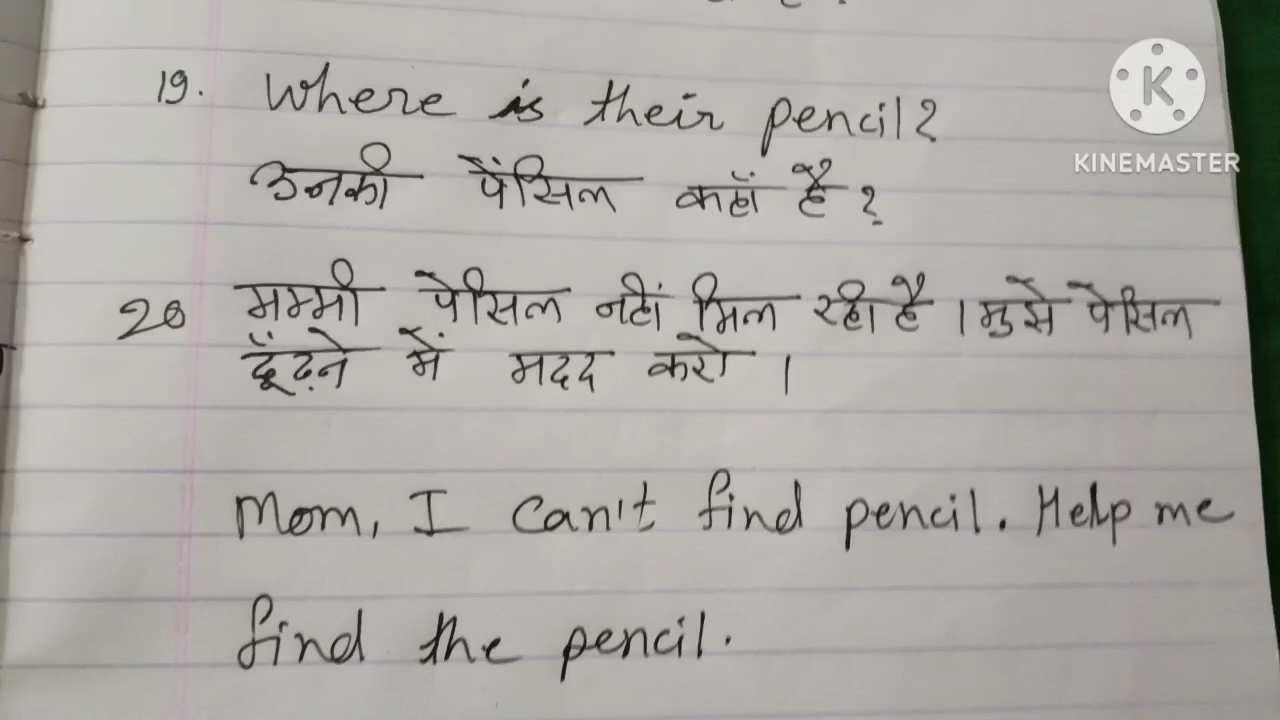 19. Where is their pencil?
उनकी पेंसिल कहाँ है?
20 मम्मी पेंसिल नहीं मिल रही है। मुझे पेंसिल
ढूँढ़ने में मदद करो।
Mom, I can't find pencil. Help me
find the pencil.
K
KINEMASTER